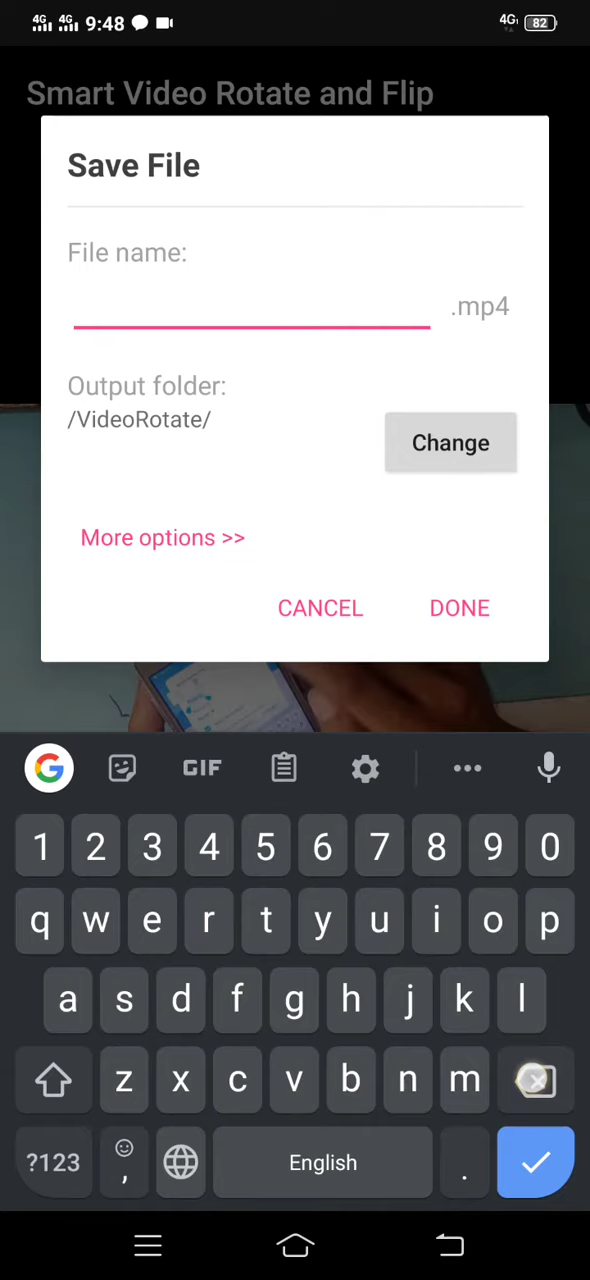 4G 4G 9:48 4G 82
Smart Video Rotate and Flip
Save File
File name:
.mp4
Output folder:
/VideoRotate/
Change
More options >>
CANCEL DONE
G GIF
1 2 3 4 5 6 7 8 9 0
q w e r t y u i o p
a s d f g h j k l
z x c v b n m
?123 , English .